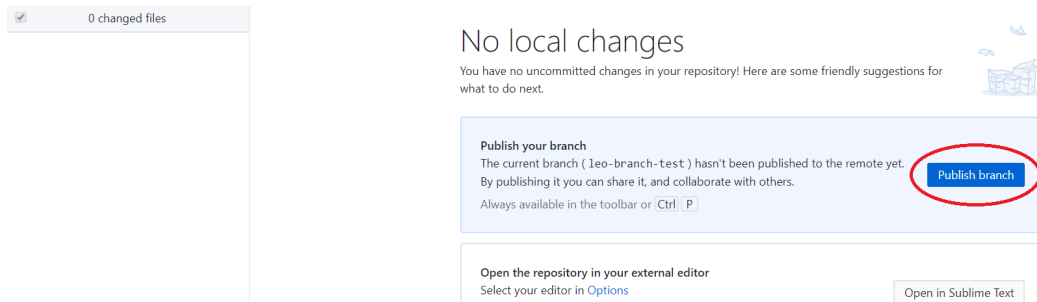 0 changed files
No local changes
You have no uncommitted changes in your repository! Here are some friendly suggestions for
what to do next.
Publish your branch
The current branch ( leo-branch-test ) hasn't been published to the remote yet.
By publishing it you can share it, and collaborate with others.
Publish branch
Always available in the toolbar or Ctrl P
Open the repository in your external editor
Select your editor in Options
Open in Sublime Text